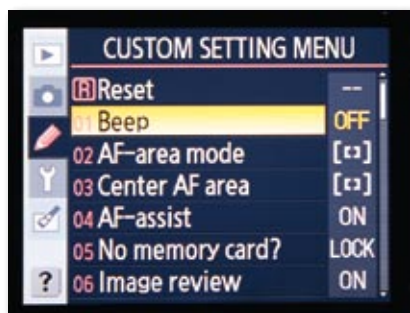 CUSTOM SETTING MENU
R Reset --
01 Beep OFF
02 AF-area mode [ ]
03 Center AF area [ ]
04 AF-assist ON
05 No memory card? LOCK
06 Image review ON
?